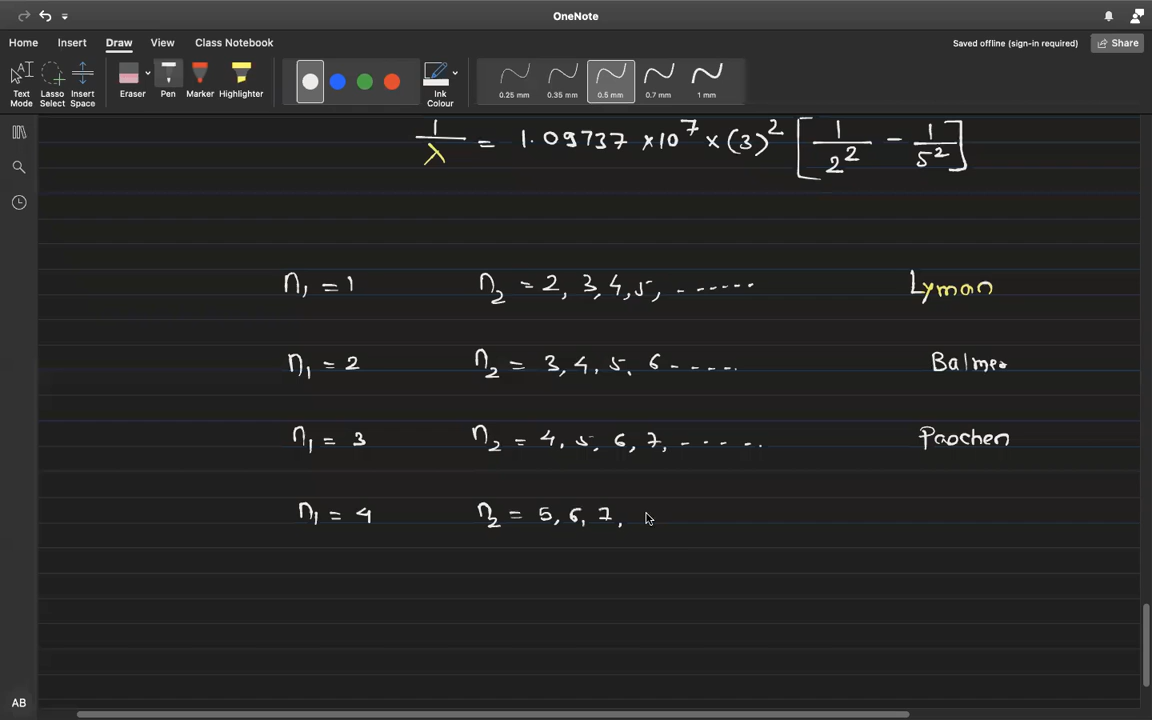 OneNote
Home Insert Draw View Class Notebook Saved offline (sign-in required) Share
Text Mode Lasso Select Insert Space Eraser Pen Marker Highlighter Ink Colour 0.25 mm 0.35 mm 0.5 mm 0.7 mm 1 mm
1/λ = 1.09737 ×10^7 × (3)^2 [1/2^2 − 1/5^2]
n₁ = 1 n₂ = 2, 3, 4, 5, ------- Lyman
n₁ = 2 n₂ = 3, 4, 5, 6 ----- Balmer
n₁ = 3 n₂ = 4, 5, 6, 7, ------ Paschen
n₁ = 4 n₂ = 5, 6, 7,
AB